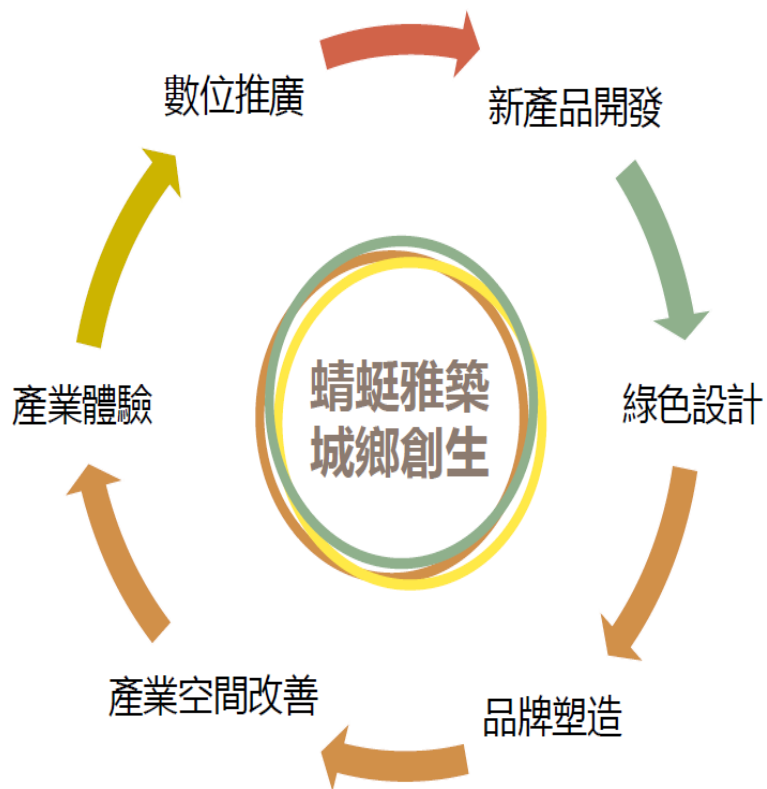 數位推廣
新產品開發
蜻蜓雅築
城鄉創生
產業體驗
綠色設計
產業空間改善
品牌塑造